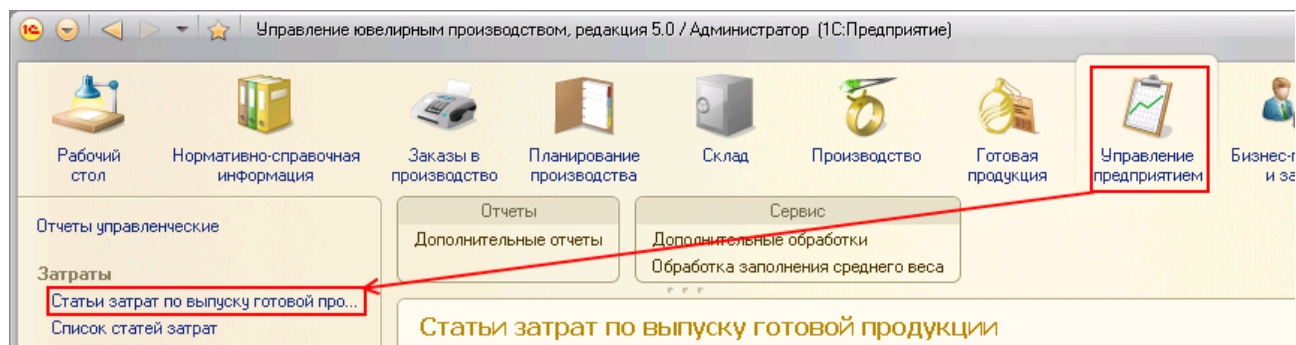 Управление ювелирным производством, редакция 5.0 / Администратор (1С:Предприятие)
Рабочий стол
Нормативно-справочная информация
Заказы в производство
Планирование производства
Склад
Производство
Готовая продукция
Управление предприятием
Бизнес-
и за
Отчеты управленческие
Затраты
Статьи затрат по выпуску готовой про...
Список статей затрат
Отчеты
Дополнительные отчеты
Сервис
Дополнительные обработки
Обработка заполнения среднего веса
Статьи затрат по выпуску готовой продукции